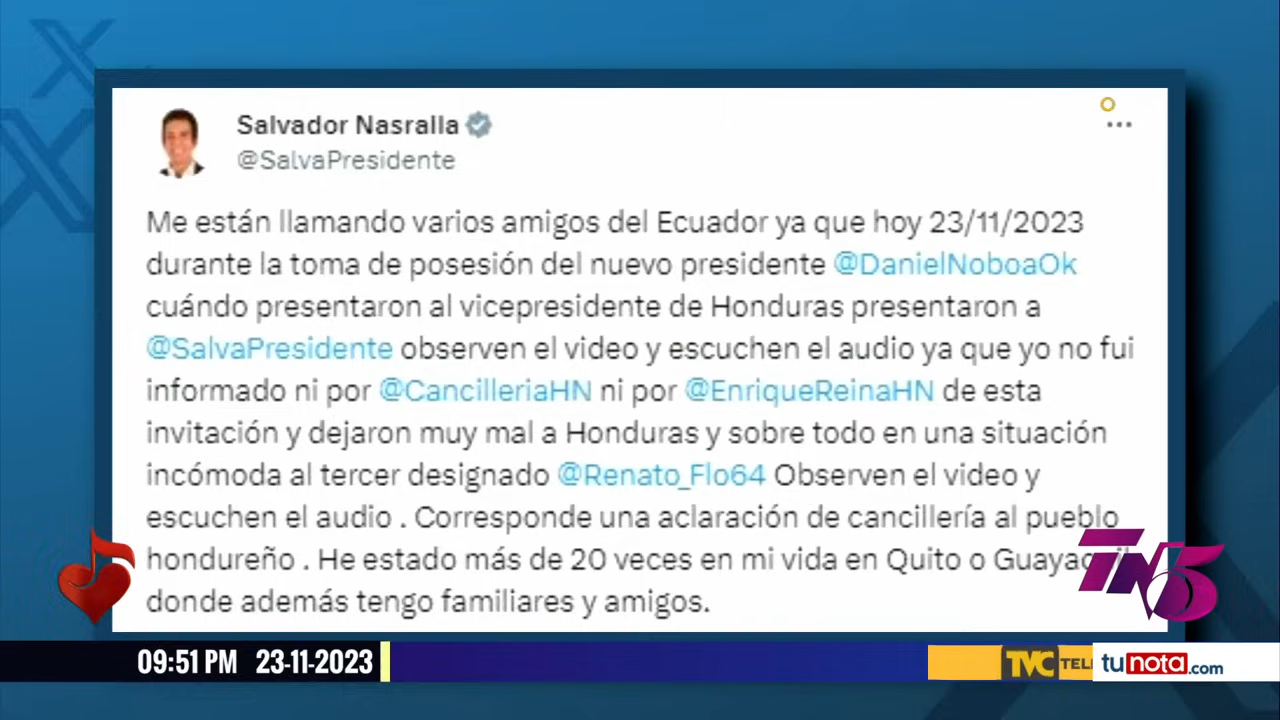 Salvador Nasralla
@SalvaPresidente
Me están llamando varios amigos del Ecuador ya que hoy 23/11/2023
durante la toma de posesión del nuevo presidente @DanielNoboaOk
cuándo presentaron al vicepresidente de Honduras presentaron a
@SalvaPresidente observen el video y escuchen el audio ya que yo no fui
informado ni por @CancilleriaHN ni por @EnriqueReinaHN de esta
invitación y dejaron muy mal a Honduras y sobre todo en una situación
incómoda al tercer designado @Renato_Flo64 Observen el video y
escuchen el audio . Corresponde una aclaración de cancillería al pueblo
hondureño . He estado más de 20 veces en mi vida en Quito o
donde además tengo familiares y amigos.
TN5
09:51 PM 23-11-2023
TVC
tunota.com